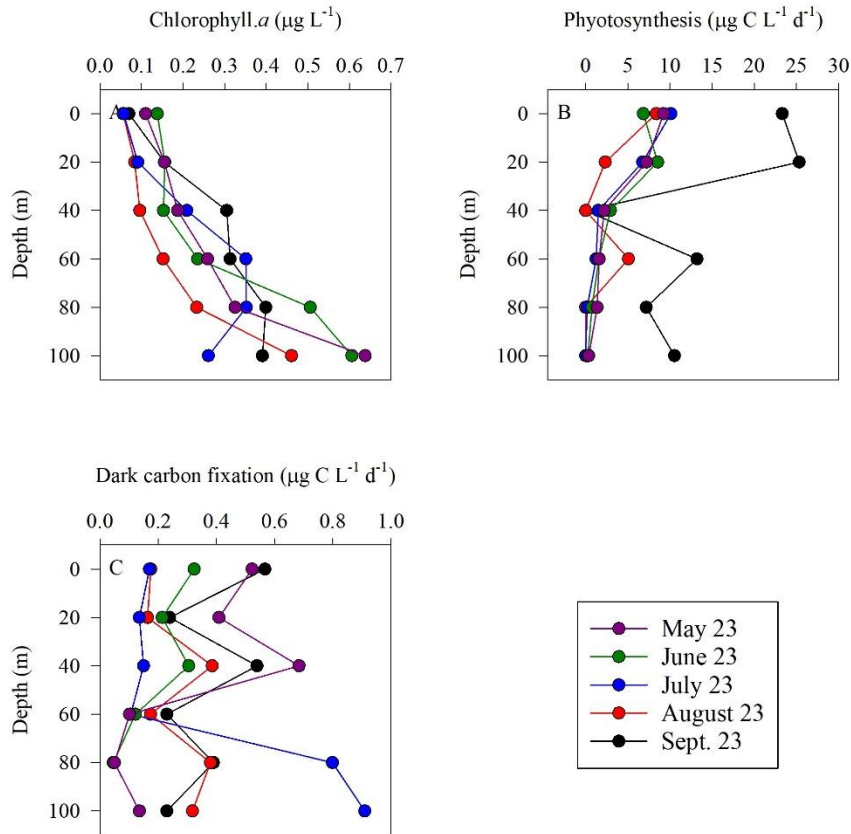 Chlorophyll.a (µg L⁻¹)
0.0 0.1 0.2 0.3 0.4 0.5 0.6 0.7
A
0
20
40
60
80
100
Depth (m)
Phyotosynthesis (µg C L⁻¹ d⁻¹)
0 5 10 15 20 25 30
B
0
20
40
60
80
100
Depth (m)
Dark carbon fixation (µg C L⁻¹ d⁻¹)
0.0 0.2 0.4 0.6 0.8 1.0
C
0
20
40
60
80
100
Depth (m)
May 23
June 23
July 23
August 23
Sept. 23